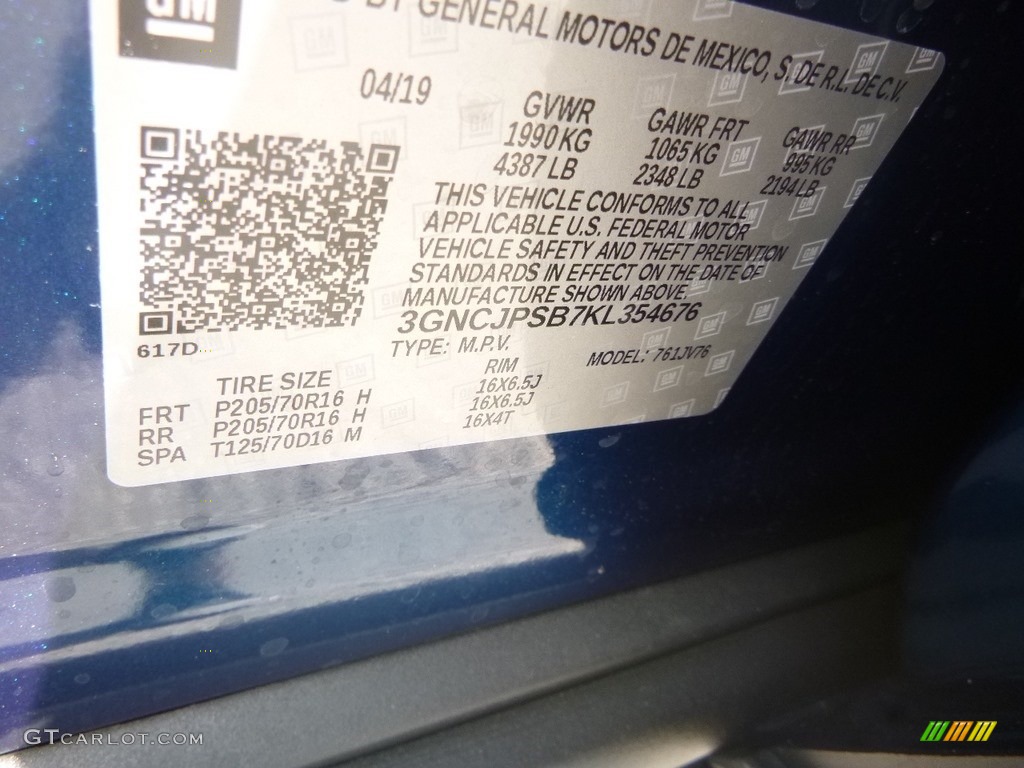 GM
BY GENERAL MOTORS DE MEXICO, S. DE R.L. DE C.V.
04/19
GVWR GAWR FRT GAWR RR
1990 KG 1065 KG 995 KG
4387 LB 2348 LB 2194 LB
THIS VEHICLE CONFORMS TO ALL
APPLICABLE U.S. FEDERAL MOTOR
VEHICLE SAFETY AND THEFT PREVENTION
STANDARDS IN EFFECT ON THE DATE OF
MANUFACTURE SHOWN ABOVE.
3GNCJPSB7KL354676
617D
TYPE: M.P.V. MODEL: 761JV76
TIRE SIZE RIM
FRT P205/70R16 H 16X6.5J
RR P205/70R16 H 16X6.5J
SPA T125/70D16 M 16X4T
GTCARLOT.COM